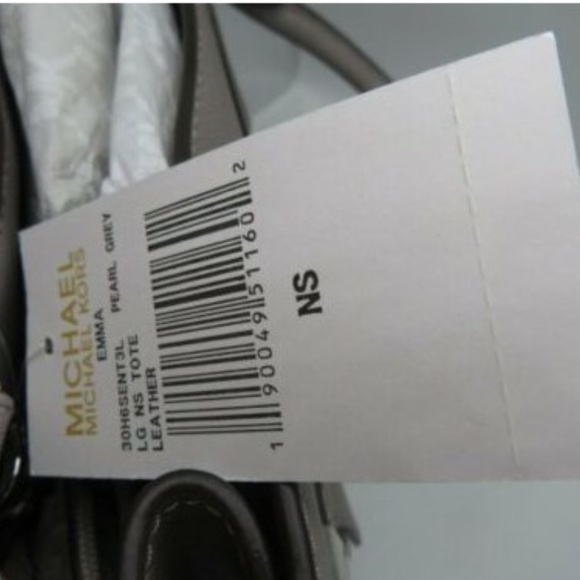 MICHAEL
MICHAEL KORS
EMMA
30H6SENT3L PEARL GREY
LG NS TOTE
LEATHER
1 90049 51160 2
NS